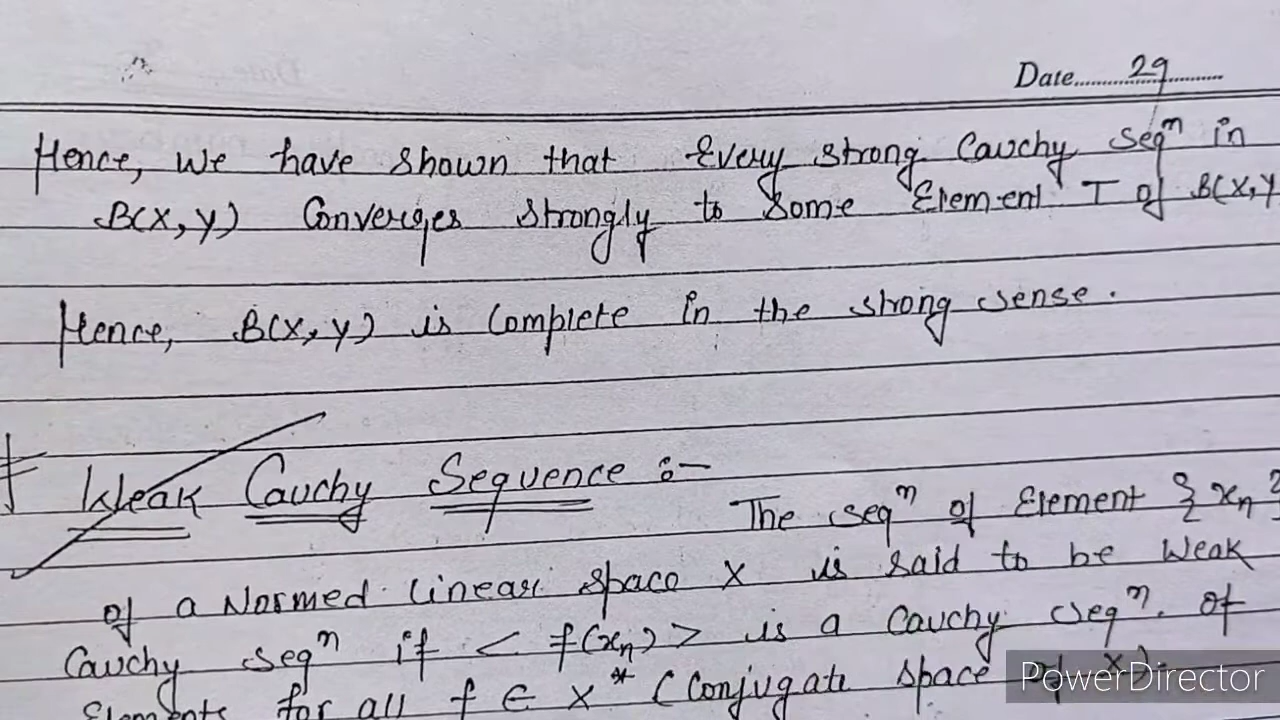 Date 29
Hence, we have shown that Every strong Cauchy seqⁿ in
B(X, Y) Converges strongly to some Element T of B(X, Y
Hence, B(X, Y) is Complete in the strong sense.
Weak Cauchy Sequence :-
The seqⁿ of Element {xₙ}
of a Normed linear space X is said to be Weak
Cauchy seqⁿ if < f(xₙ) > is a Cauchy seqⁿ. of
Elements for all f ∈ X* (Conjugate space of X).
PowerDirector